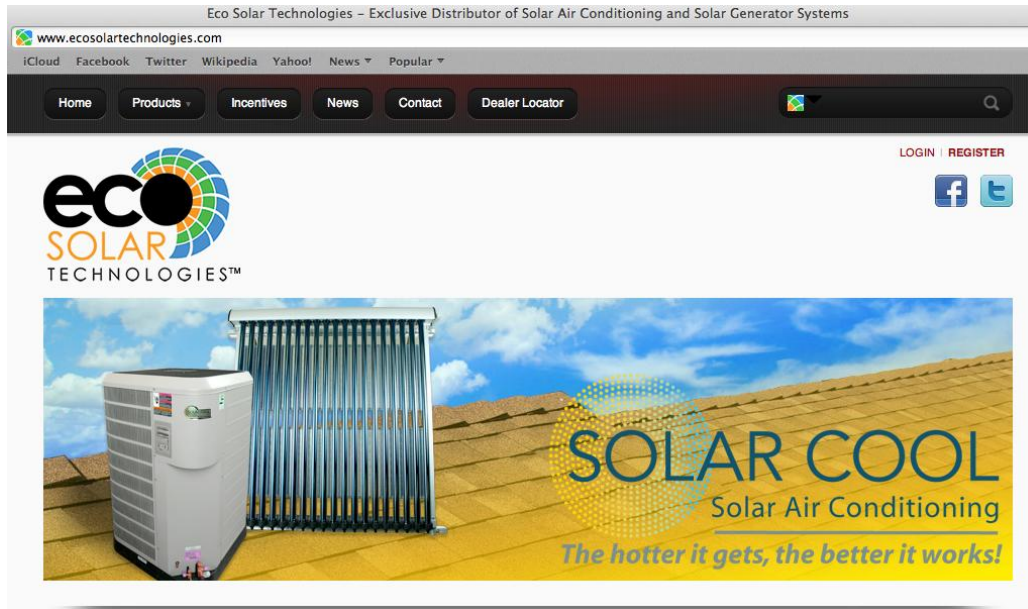 Eco Solar Technologies – Exclusive Distributor of Solar Air Conditioning and Solar Generator Systems
www.ecosolartechnologies.com
iCloud Facebook Twitter Wikipedia Yahoo! News Popular
Home Products Incentives News Contact Dealer Locator
LOGIN | REGISTER
eco
SOLAR
TECHNOLOGIES™
SOLAR COOL
Solar Air Conditioning
The hotter it gets, the better it works!